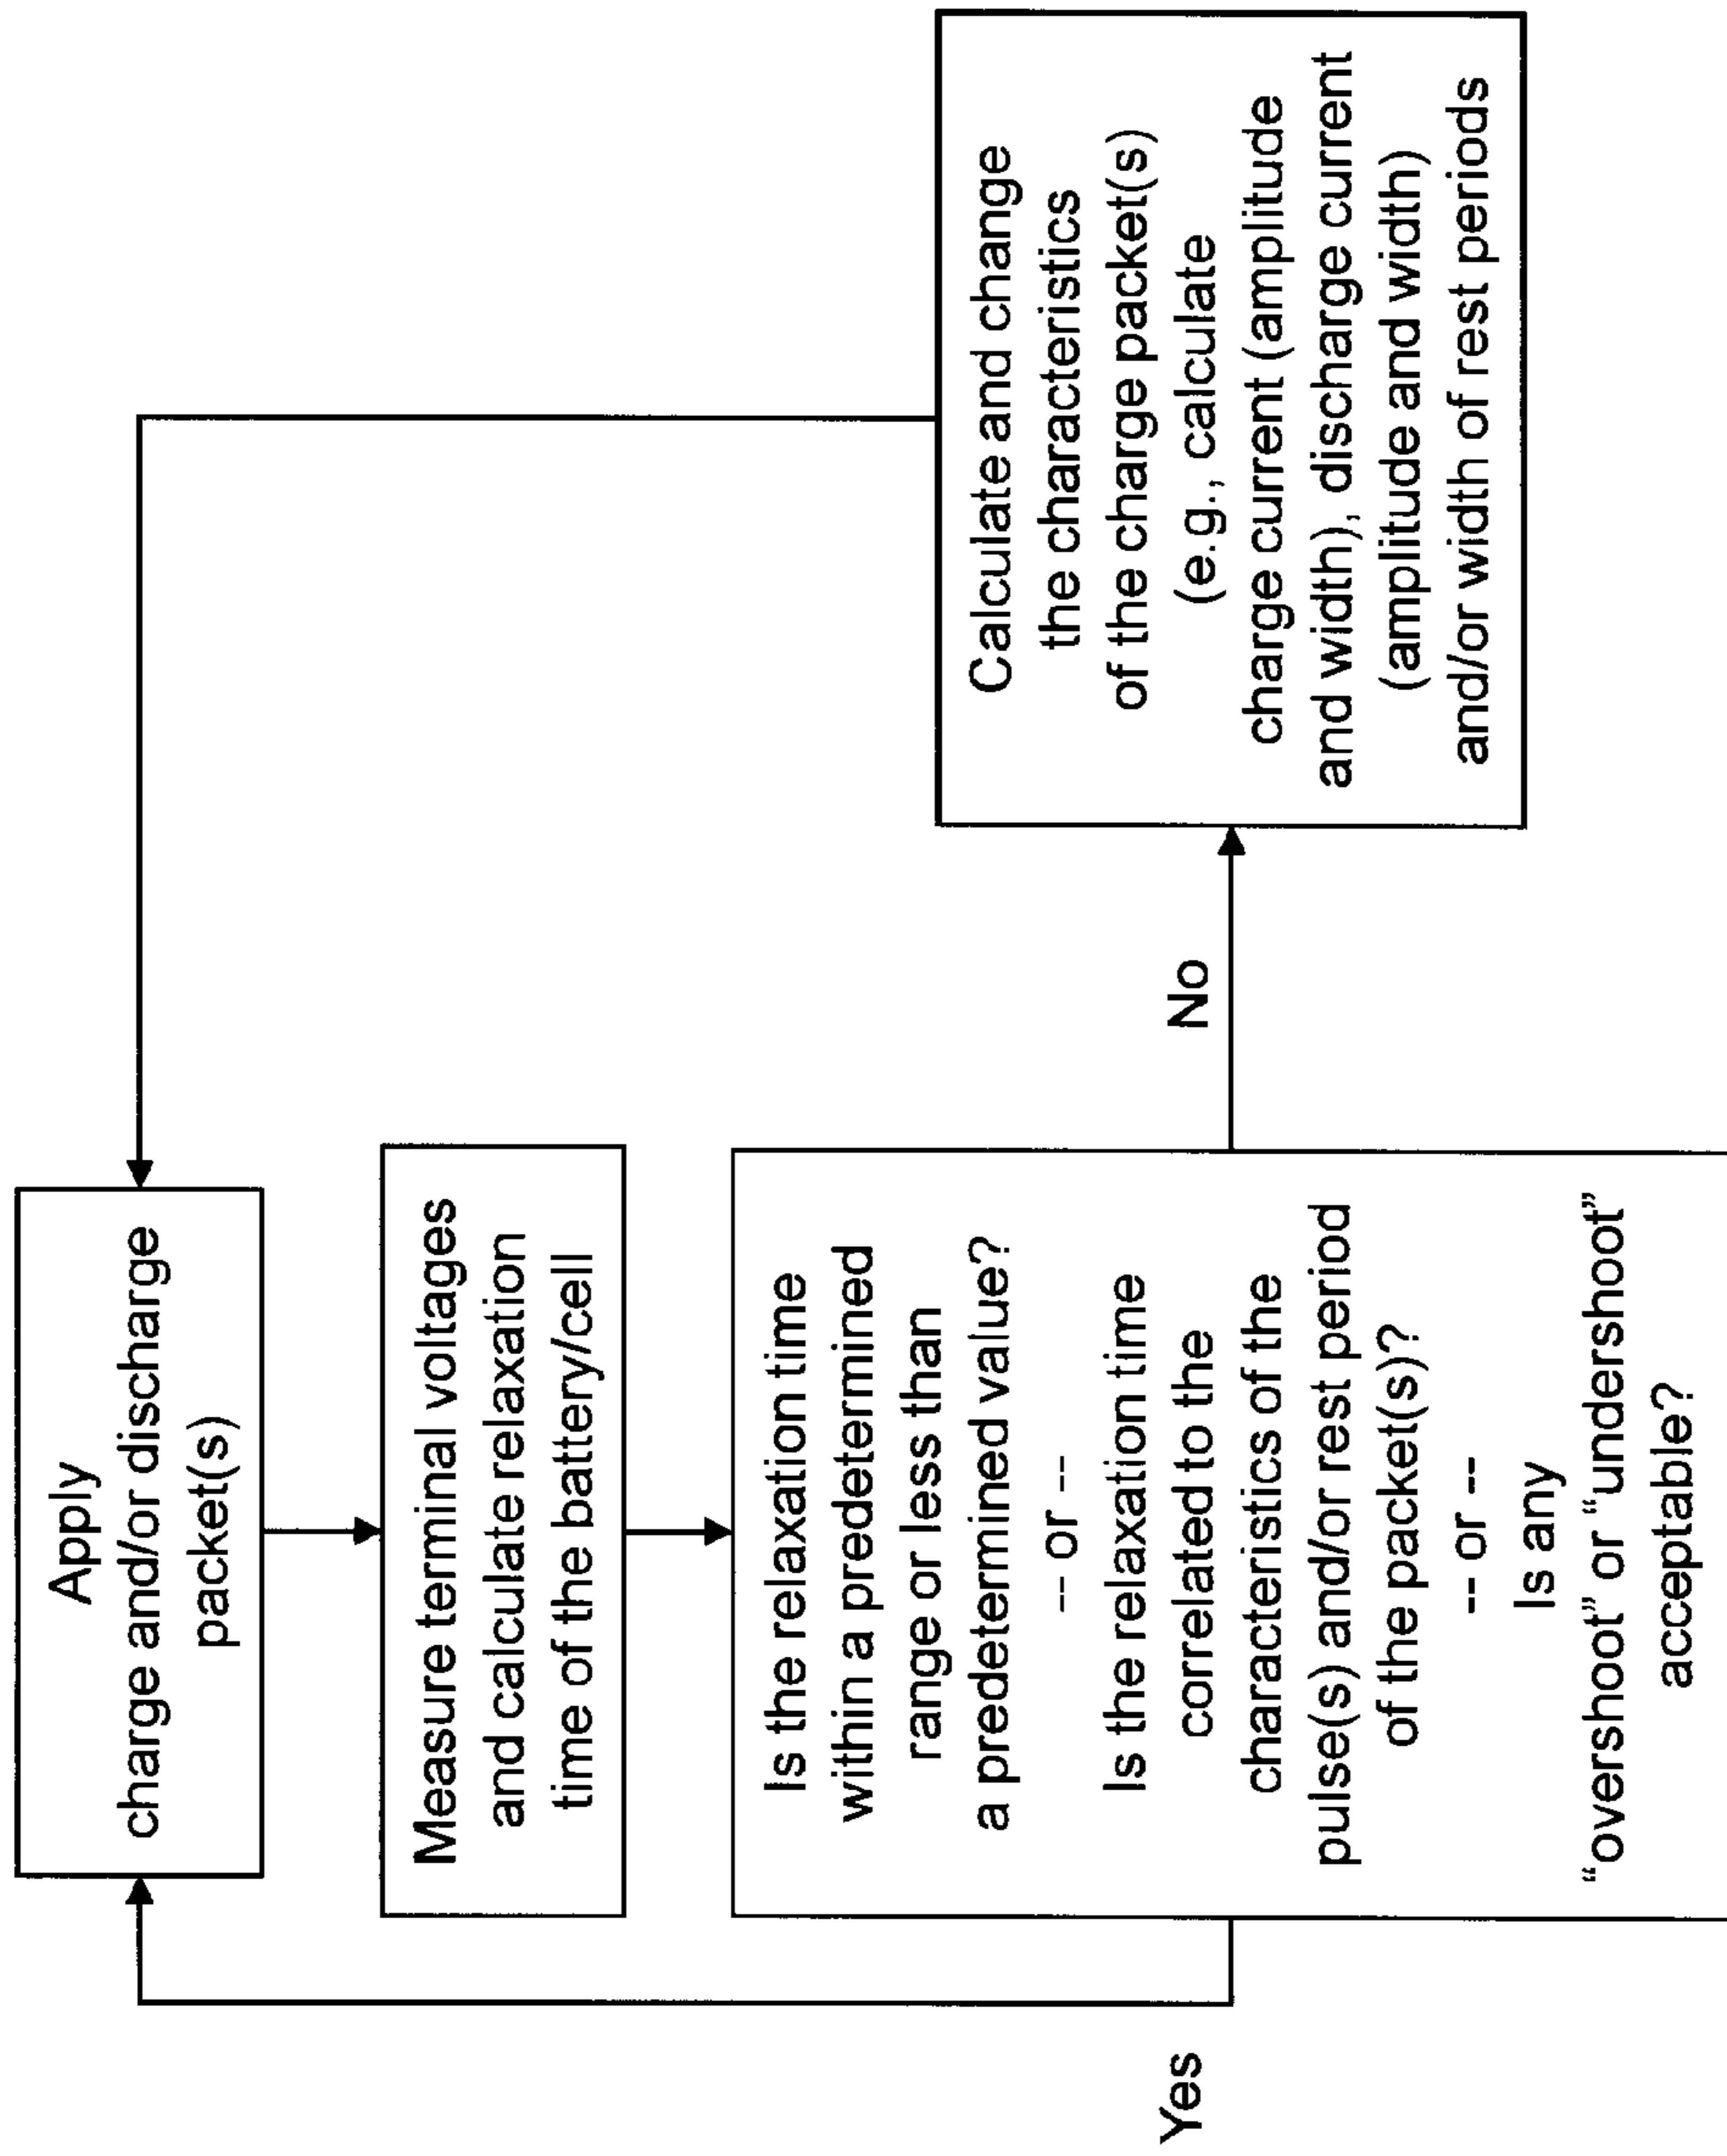 Apply
charge and/or discharge
packet(s)
Measure terminal voltages
and calculate relaxation
time of the battery/cell
Is the relaxation time
within a predetermined
range or less than
a predetermined value?
-- or --
Is the relaxation time
correlated to the
characteristics of the
pulse(s) and/or rest period
of the packet(s)?
-- or --
Is any
“overshoot” or “undershoot”
acceptable?
Yes
No
Calculate and change
the characteristics
of the charge packet(s)
(e.g., calculate
charge current (amplitude
and width), discharge current
(amplitude and width)
and/or width of rest periods